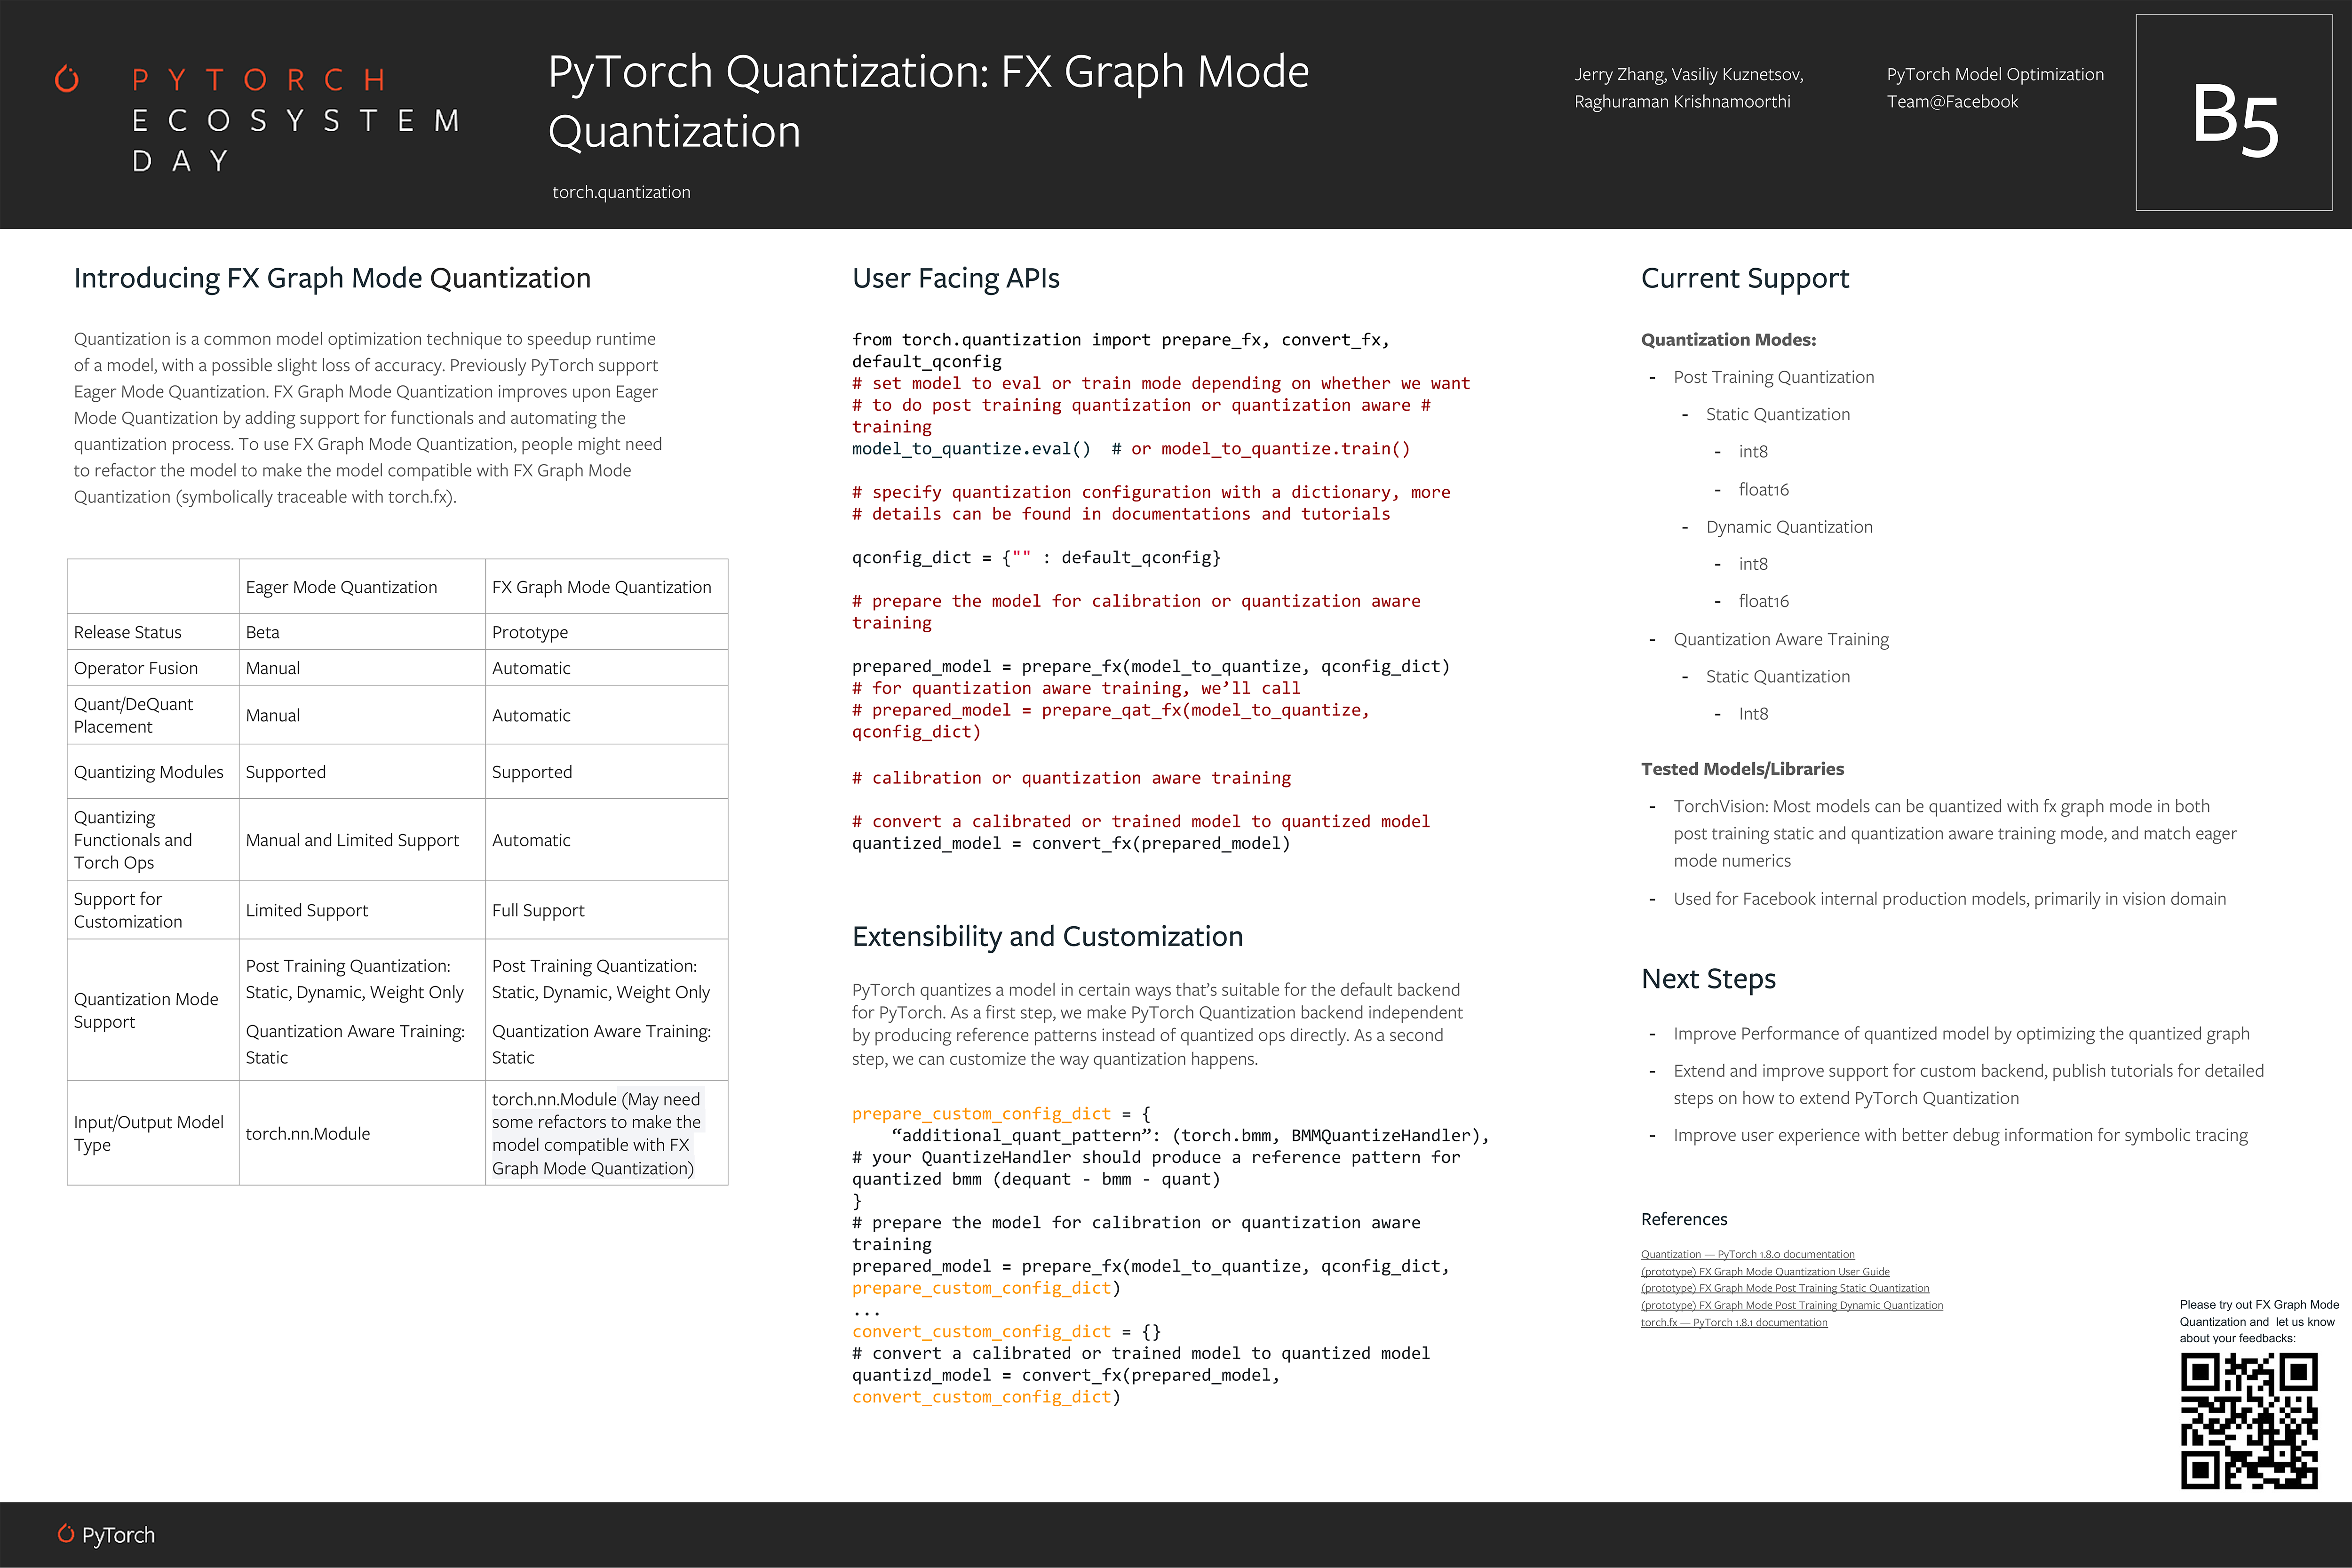 PYTORCH
ECOSYSTEM
DAY
PyTorch Quantization: FX Graph Mode
Quantization
torch.quantization
Jerry Zhang, Vasiliy Kuznetsov,
Raghuraman Krishnamoorthi
PyTorch Model Optimization
Team@Facebook
B5
Introducing FX Graph Mode Quantization
Quantization is a common model optimization technique to speedup runtime
of a model, with a possible slight loss of accuracy. Previously PyTorch support
Eager Mode Quantization. FX Graph Mode Quantization improves upon Eager
Mode Quantization by adding support for functionals and automating the
quantization process. To use FX Graph Mode Quantization, people might need
to refactor the model to make the model compatible with FX Graph Mode
Quantization (symbolically traceable with torch.fx).
Eager Mode Quantization
FX Graph Mode Quantization
Release Status
Beta
Prototype
Operator Fusion
Manual
Automatic
Quant/DeQuant
Placement
Manual
Automatic
Quantizing Modules
Supported
Supported
Quantizing
Functionals and
Torch Ops
Manual and Limited Support
Automatic
Support for
Customization
Limited Support
Full Support
Quantization Mode
Support
Post Training Quantization:
Static, Dynamic, Weight Only
Quantization Aware Training:
Static
Post Training Quantization:
Static, Dynamic, Weight Only
Quantization Aware Training:
Static
Input/Output Model
Type
torch.nn.Module
torch.nn.Module (May need
some refactors to make the
model compatible with FX
Graph Mode Quantization)
User Facing APIs
from torch.quantization import prepare_fx, convert_fx,
default_qconfig
# set model to eval or train mode depending on whether we want
# to do post training quantization or quantization aware #
training
model_to_quantize.eval()  # or model_to_quantize.train()
# specify quantization configuration with a dictionary, more
# details can be found in documentations and tutorials
qconfig_dict = {"" : default_qconfig}
# prepare the model for calibration or quantization aware
training
prepared_model = prepare_fx(model_to_quantize, qconfig_dict)
# for quantization aware training, we’ll call
# prepared_model = prepare_qat_fx(model_to_quantize,
qconfig_dict)
# calibration or quantization aware training
# convert a calibrated or trained model to quantized model
quantized_model = convert_fx(prepared_model)
Extensibility and Customization
PyTorch quantizes a model in certain ways that’s suitable for the default backend
for PyTorch. As a first step, we make PyTorch Quantization backend independent
by producing reference patterns instead of quantized ops directly. As a second
step, we can customize the way quantization happens.
prepare_custom_config_dict = {
“additional_quant_pattern”: (torch.bmm, BMMQuantizeHandler),
# your QuantizeHandler should produce a reference pattern for
quantized bmm (dequant - bmm - quant)
}
# prepare the model for calibration or quantization aware
training
prepared_model = prepare_fx(model_to_quantize, qconfig_dict,
prepare_custom_config_dict)
...
convert_custom_config_dict = {}
# convert a calibrated or trained model to quantized model
quantizd_model = convert_fx(prepared_model,
convert_custom_config_dict)
Current Support
Quantization Modes:
- Post Training Quantization
- Static Quantization
- int8
- float16
- Dynamic Quantization
- int8
- float16
- Quantization Aware Training
- Static Quantization
- Int8
Tested Models/Libraries
- TorchVision: Most models can be quantized with fx graph mode in both
post training static and quantization aware training mode, and match eager
mode numerics
- Used for Facebook internal production models, primarily in vision domain
Next Steps
- Improve Performance of quantized model by optimizing the quantized graph
- Extend and improve support for custom backend, publish tutorials for detailed
steps on how to extend PyTorch Quantization
- Improve user experience with better debug information for symbolic tracing
References
Quantization — PyTorch 1.8.0 documentation
(prototype) FX Graph Mode Quantization User Guide
(prototype) FX Graph Mode Post Training Static Quantization
(prototype) FX Graph Mode Post Training Dynamic Quantization
torch.fx — PyTorch 1.8.1 documentation
Please try out FX Graph Mode
Quantization and  let us know
about your feedbacks:
PyTorch